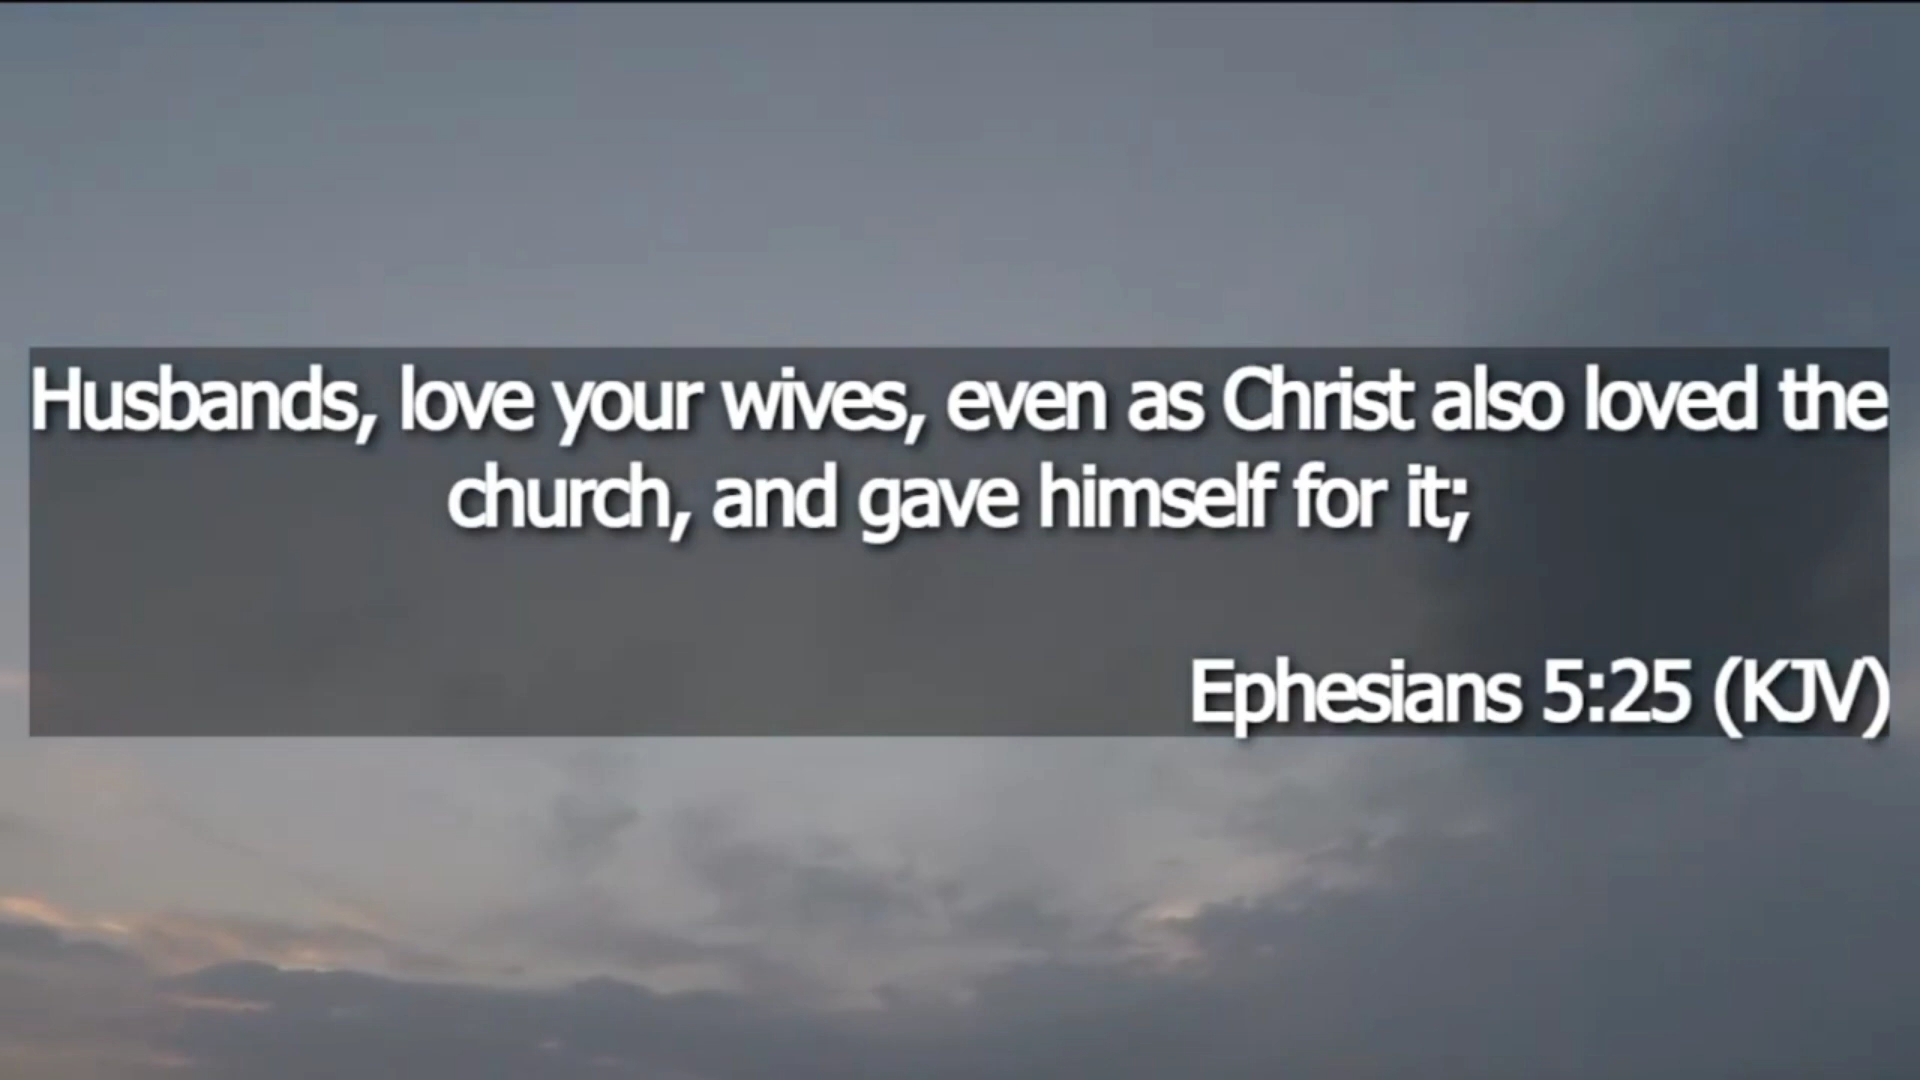 Husbands, love your wives, even as Christ also loved the
church, and gave himself for it;
Ephesians 5:25 (KJV)